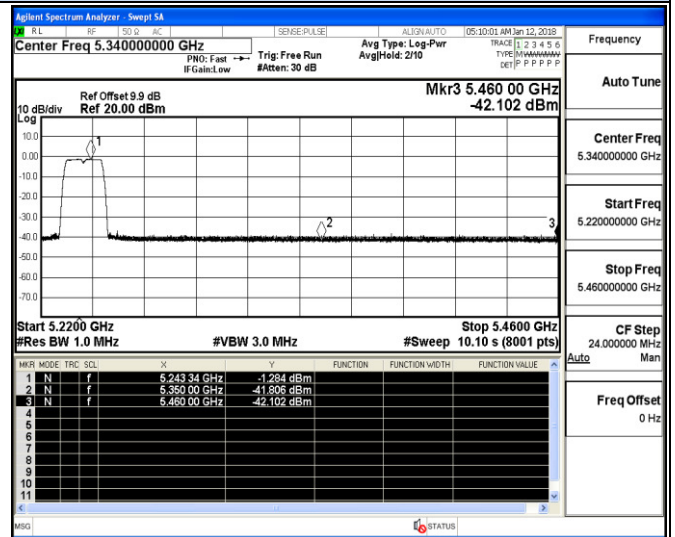 Agilent Spectrum Analyzer - Swept SA
RL RF 50 Ω AC SENSE:PULSE ALIGN AUTO 05:10:01 AM Jan 12, 2018
Center Freq 5.340000000 GHz
PNO: Fast
IFGain:Low
Trig: Free Run
#Atten: 30 dB
Avg Type: Log-Pwr
Avg|Hold: 2/10
TRACE 1 2 3 4 5 6
TYPE
DET P P P P P P
Mkr3 5.460 00 GHz
-42.102 dBm
Ref Offset 9.9 dB
Ref 20.00 dBm
10 dB/div
Log
10.0
0.00
-10.0
-20.0
-30.0
-40.0
-50.0
-60.0
-70.0
1
2
3
Start 5.2200 GHz Stop 5.4600 GHz
#Res BW 1.0 MHz #VBW 3.0 MHz #Sweep 10.10 s (8001 pts)
MKR MODE TRC SCL X Y FUNCTION FUNCTION WIDTH FUNCTION VALUE
1 N f 5.243 34 GHz -1.284 dBm
2 N f 5.350 00 GHz -41.806 dBm
3 N f 5.460 00 GHz -42.102 dBm
4
5
6
7
8
9
10
11
MSG STATUS
Frequency
Auto Tune
Center Freq
5.340000000 GHz
Start Freq
5.220000000 GHz
Stop Freq
5.460000000 GHz
CF Step
24.000000 MHz
Auto Man
Freq Offset
0 Hz